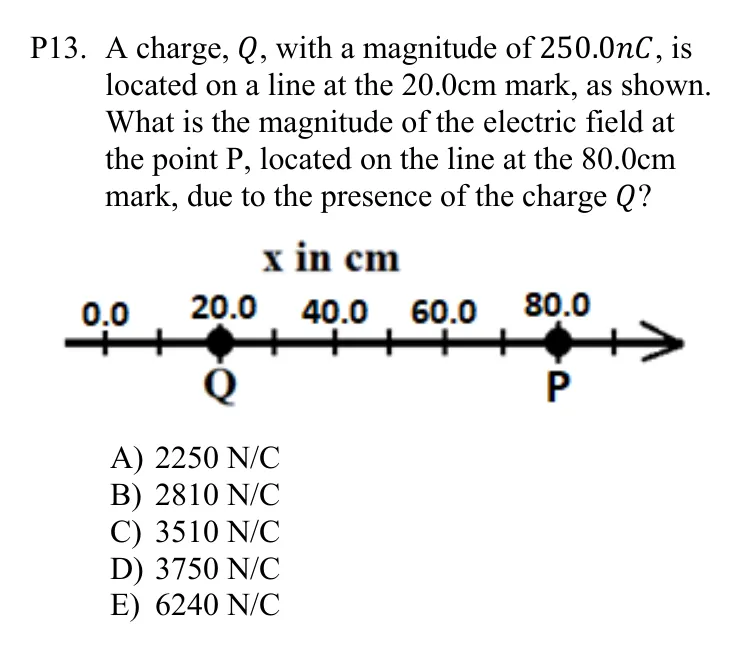 P13. A charge, Q, with a magnitude of 250.0nC, is
located on a line at the 20.0cm mark, as shown.
What is the magnitude of the electric field at
the point P, located on the line at the 80.0cm
mark, due to the presence of the charge Q?
x in cm
0.0 20.0 40.0 60.0 80.0
Q P
A) 2250 N/C
B) 2810 N/C
C) 3510 N/C
D) 3750 N/C
E) 6240 N/C